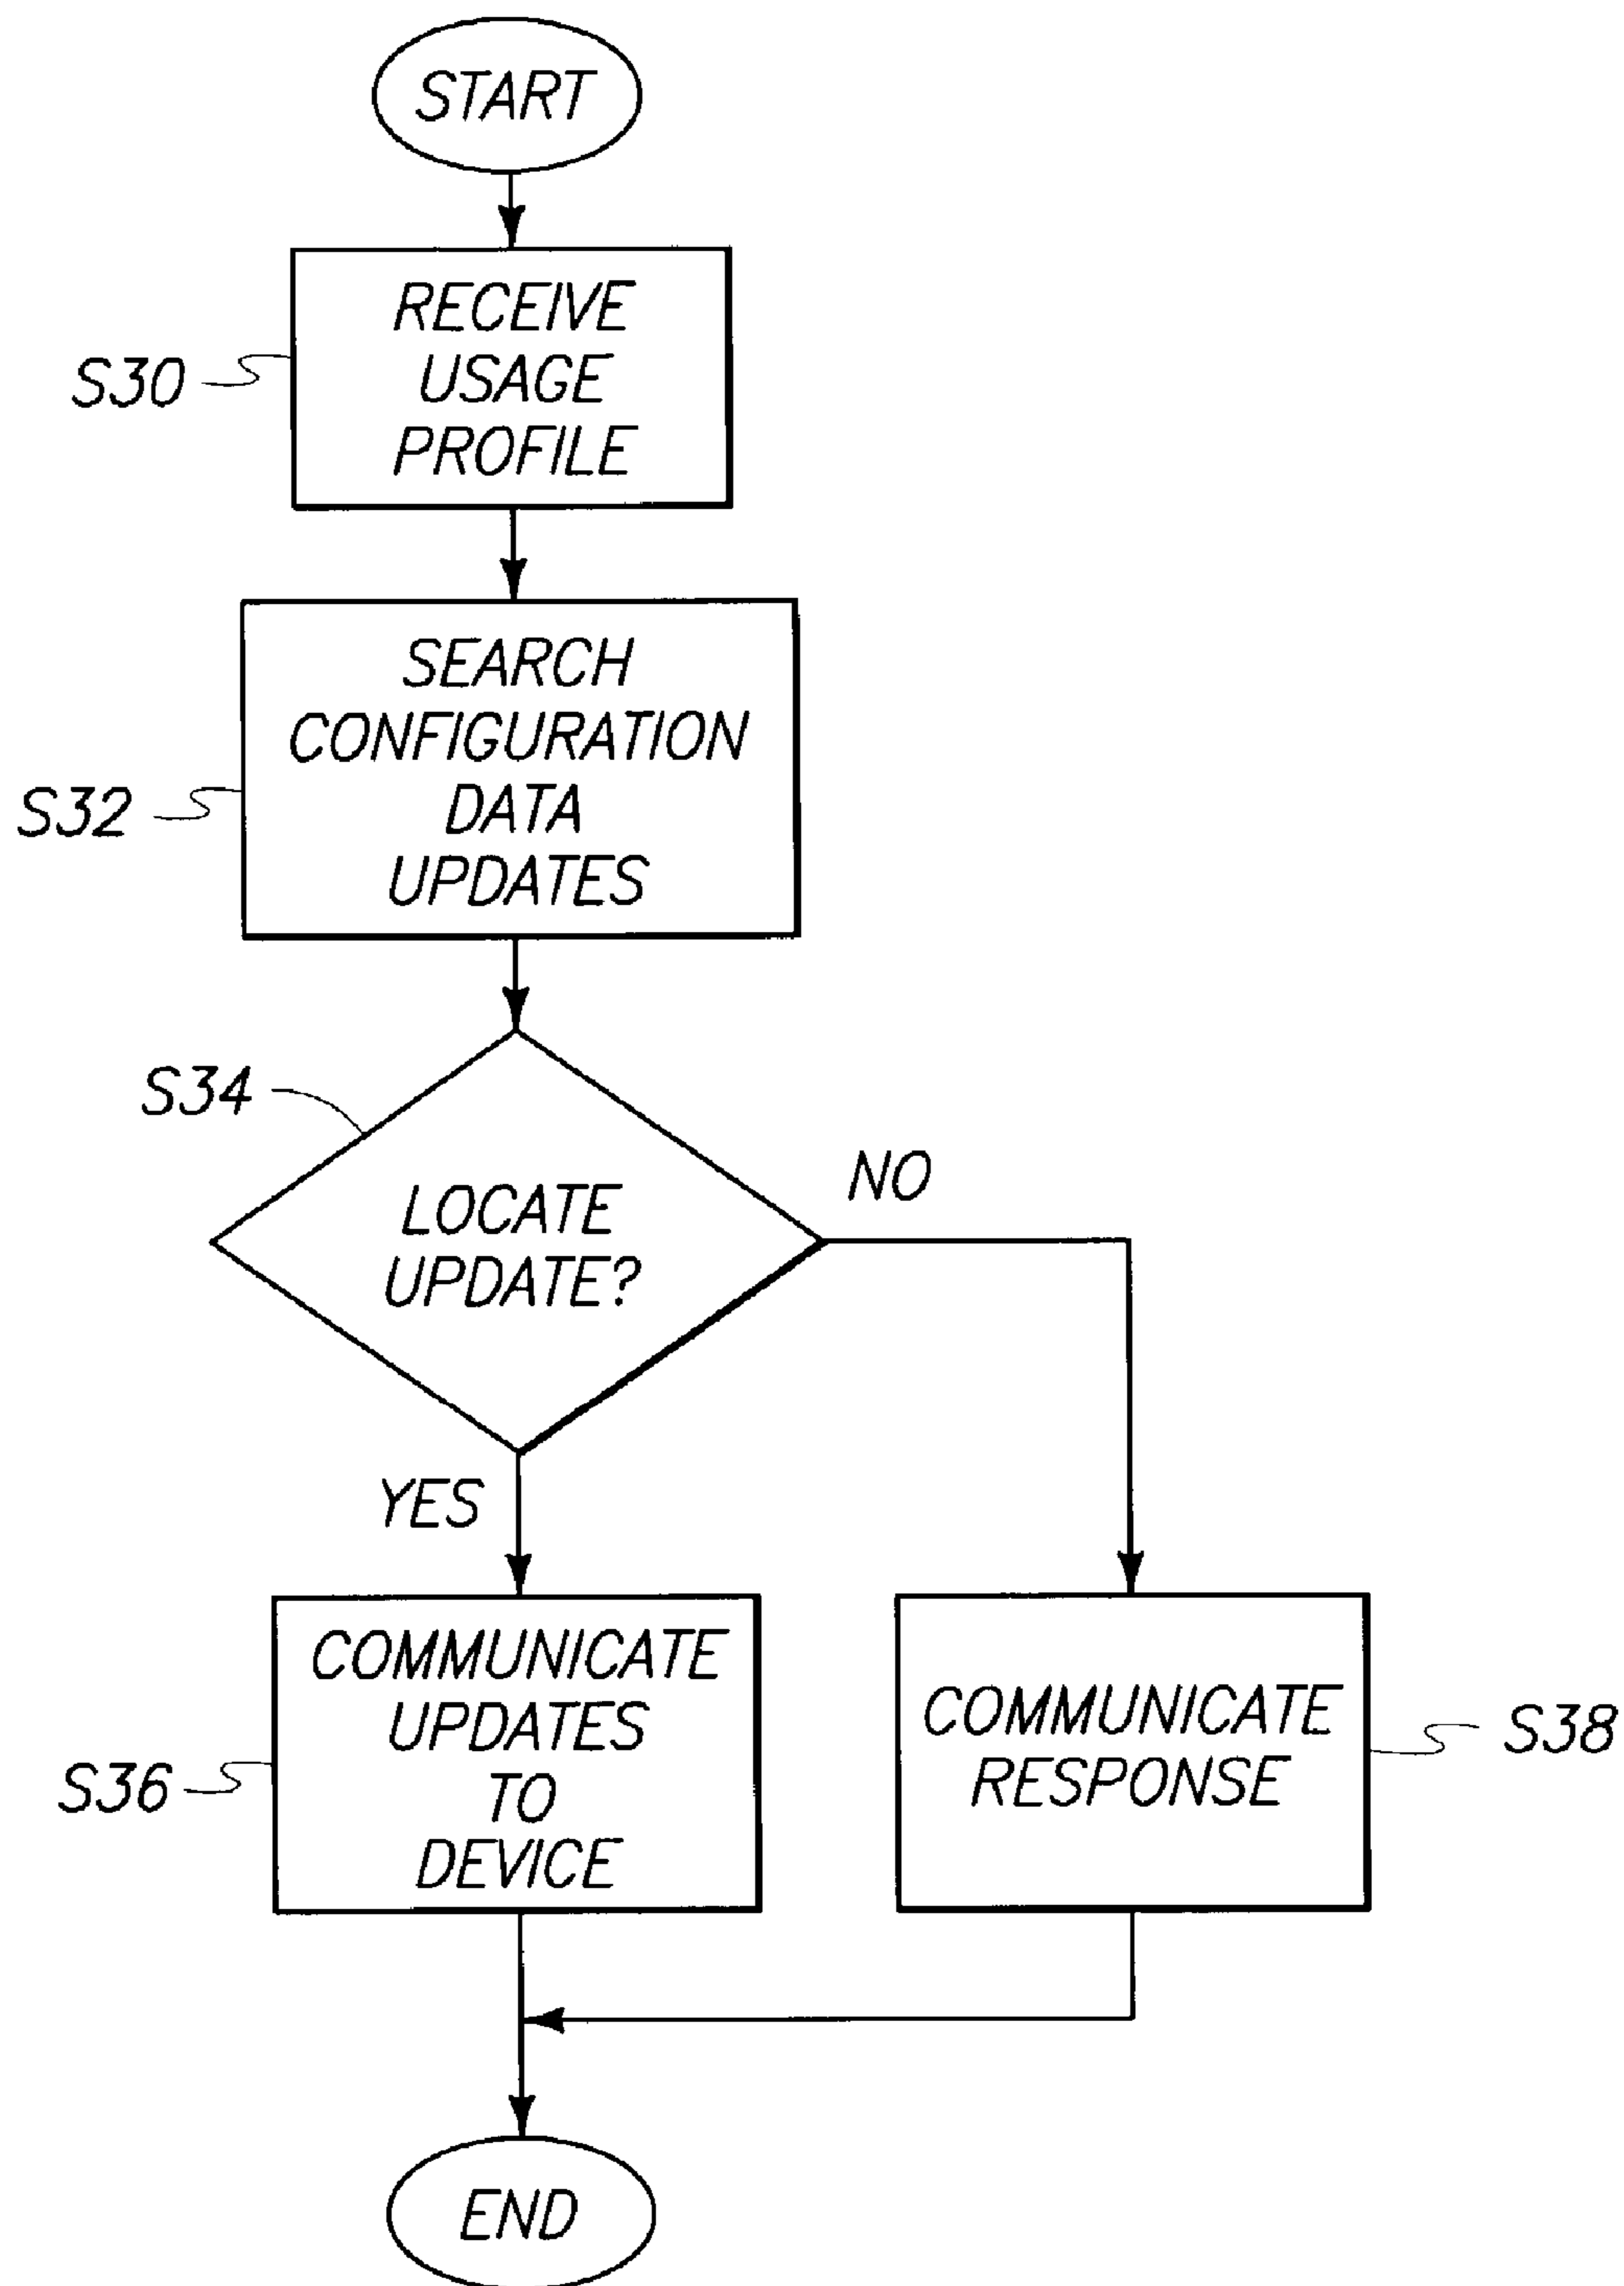 START
RECEIVE
USAGE
PROFILE
S30
SEARCH
CONFIGURATION
DATA
UPDATES
S32
S34
LOCATE
UPDATE?
NO
YES
COMMUNICATE
UPDATES
TO
DEVICE
S36
COMMUNICATE
RESPONSE
S38
END